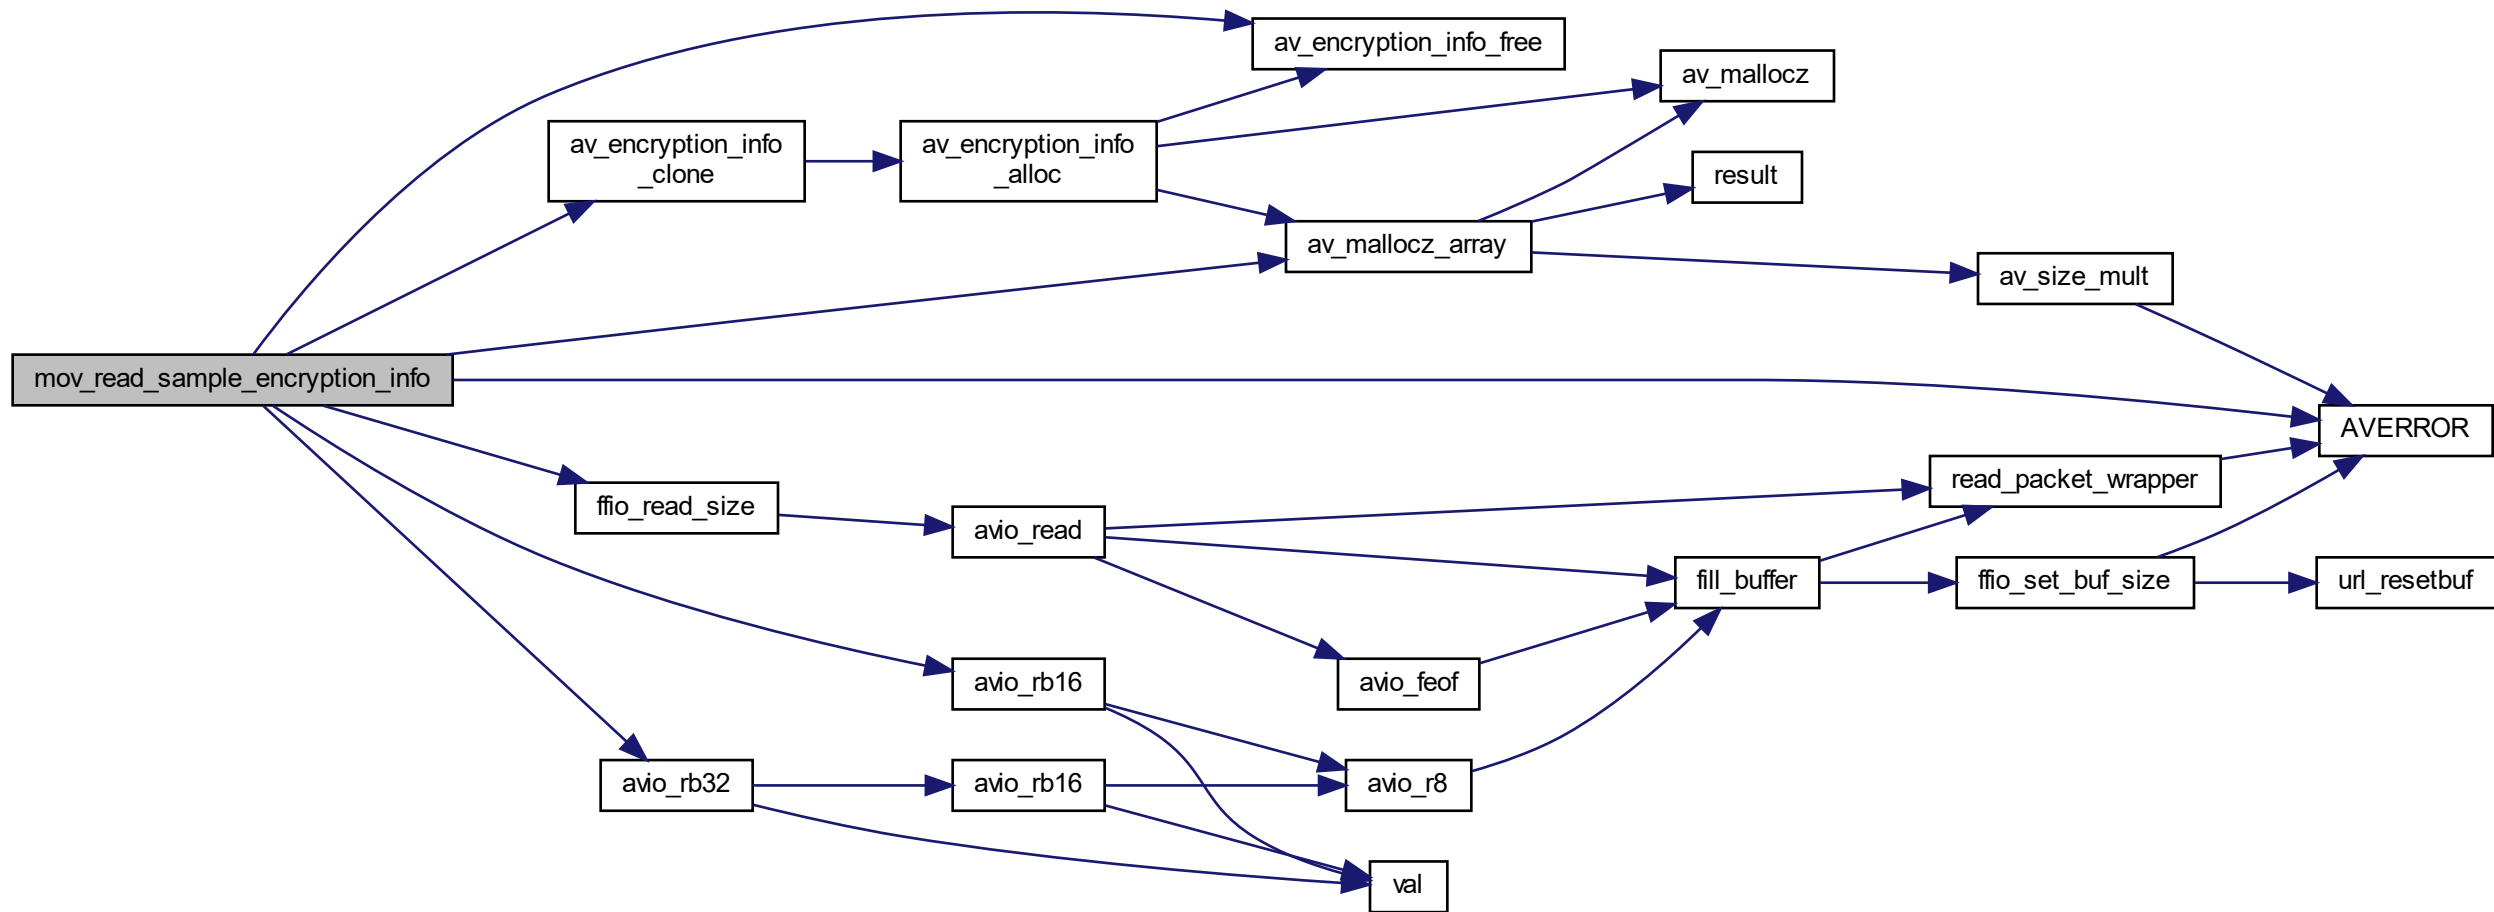 av_encryption_info_free
av_mallocz
av_encryption_info
_clone
av_encryption_info
_alloc
result
av_mallocz_array
av_size_mult
mov_read_sample_encryption_info
AVERROR
read_packet_wrapper
ffio_read_size
avio_read
fill_buffer
ffio_set_buf_size
url_resetbuf
avio_rb16
avio_feof
avio_rb32
avio_rb16
avio_r8
val